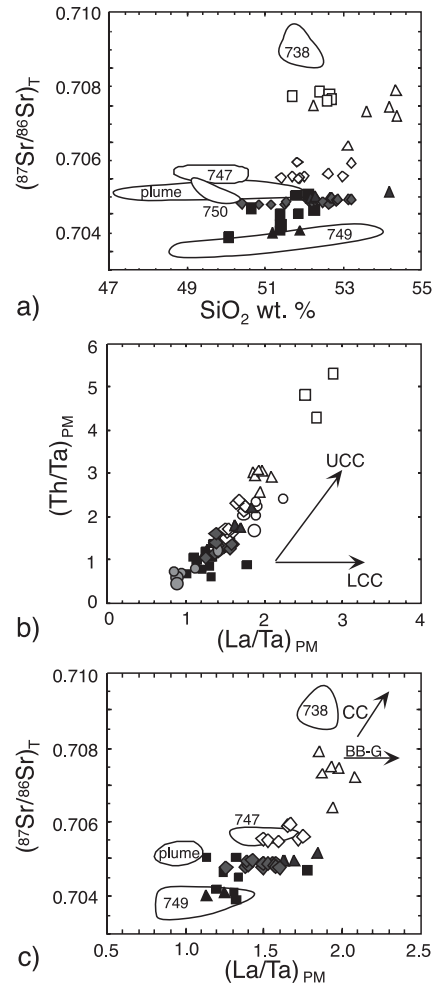 0.710
0.708
0.706
0.704
(⁸⁷Sr/⁸⁶Sr)T
738
747
plume
750
749
47 49 51 53 55
a) SiO₂ wt. %
6
5
4
3
2
1
0
(Th/Ta)PM
UCC
LCC
0 1 2 3 4
b) (La/Ta)PM
0.710
0.708
0.706
0.704
(⁸⁷Sr/⁸⁶Sr)T
738
CC
BB-G
747
plume
749
0.5 1.0 1.5 2.0 2.5
c) (La/Ta)PM